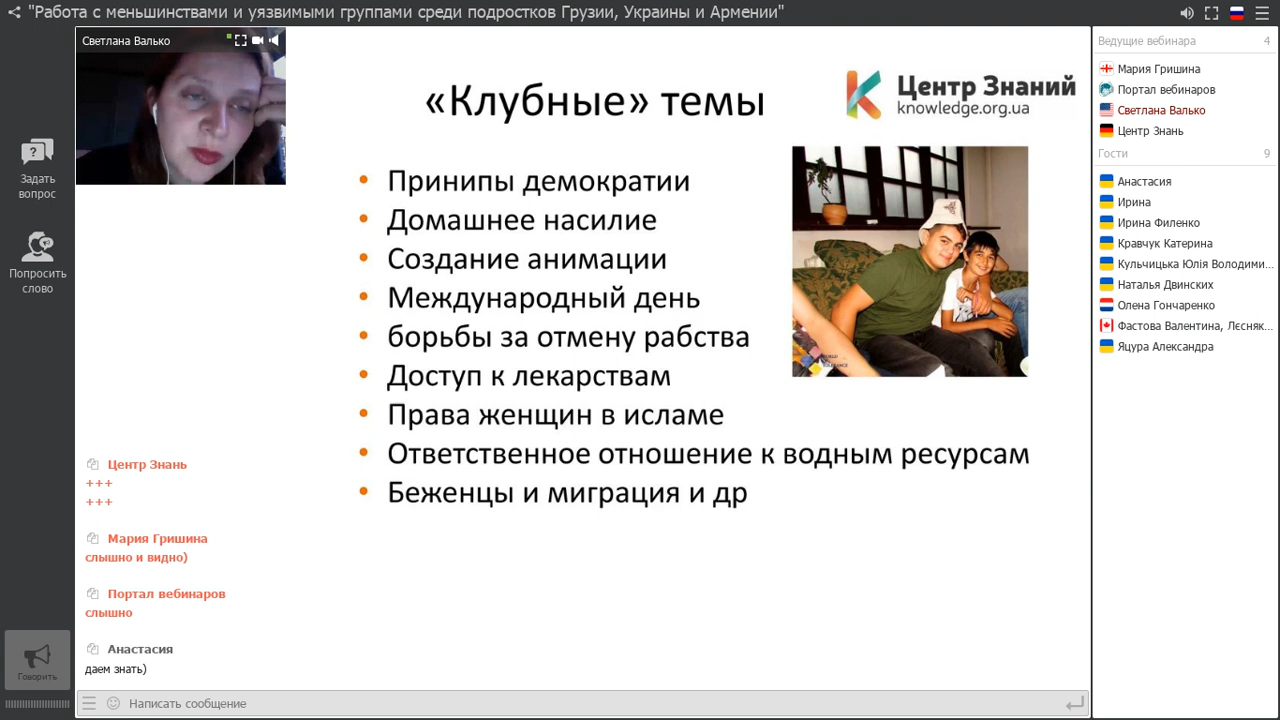 "Работа с меньшинствами и уязвимыми группами среди подростков Грузии, Украины и Армении"
Светлана Валько
Задать
вопрос
Попросить
слово
Говорить
«Клубные» темы
Центр Знаний
knowledge.org.ua
Принипы демократии
Домашнее насилие
Создание анимации
Международный день
борьбы за отмену рабства
Доступ к лекарствам
Права женщин в исламе
Ответственное отношение к водным ресурсам
Беженцы и миграция и др
Центр Знань
+++
+++
Мария Гришина
слышно и видно)
Портал вебинаров
слышно
Анастасия
даем знать)
Написать сообщение
Ведущие вебинара 4
Мария Гришина
Портал вебинаров
Светлана Валько
Центр Знань
Гости 9
Анастасия
Ирина
Ирина Филенко
Кравчук Катерина
Кульчицька Юлія Володими...
Наталья Двинских
Олена Гончаренко
Фастова Валентина, Лєсняк...
Яцура Александра